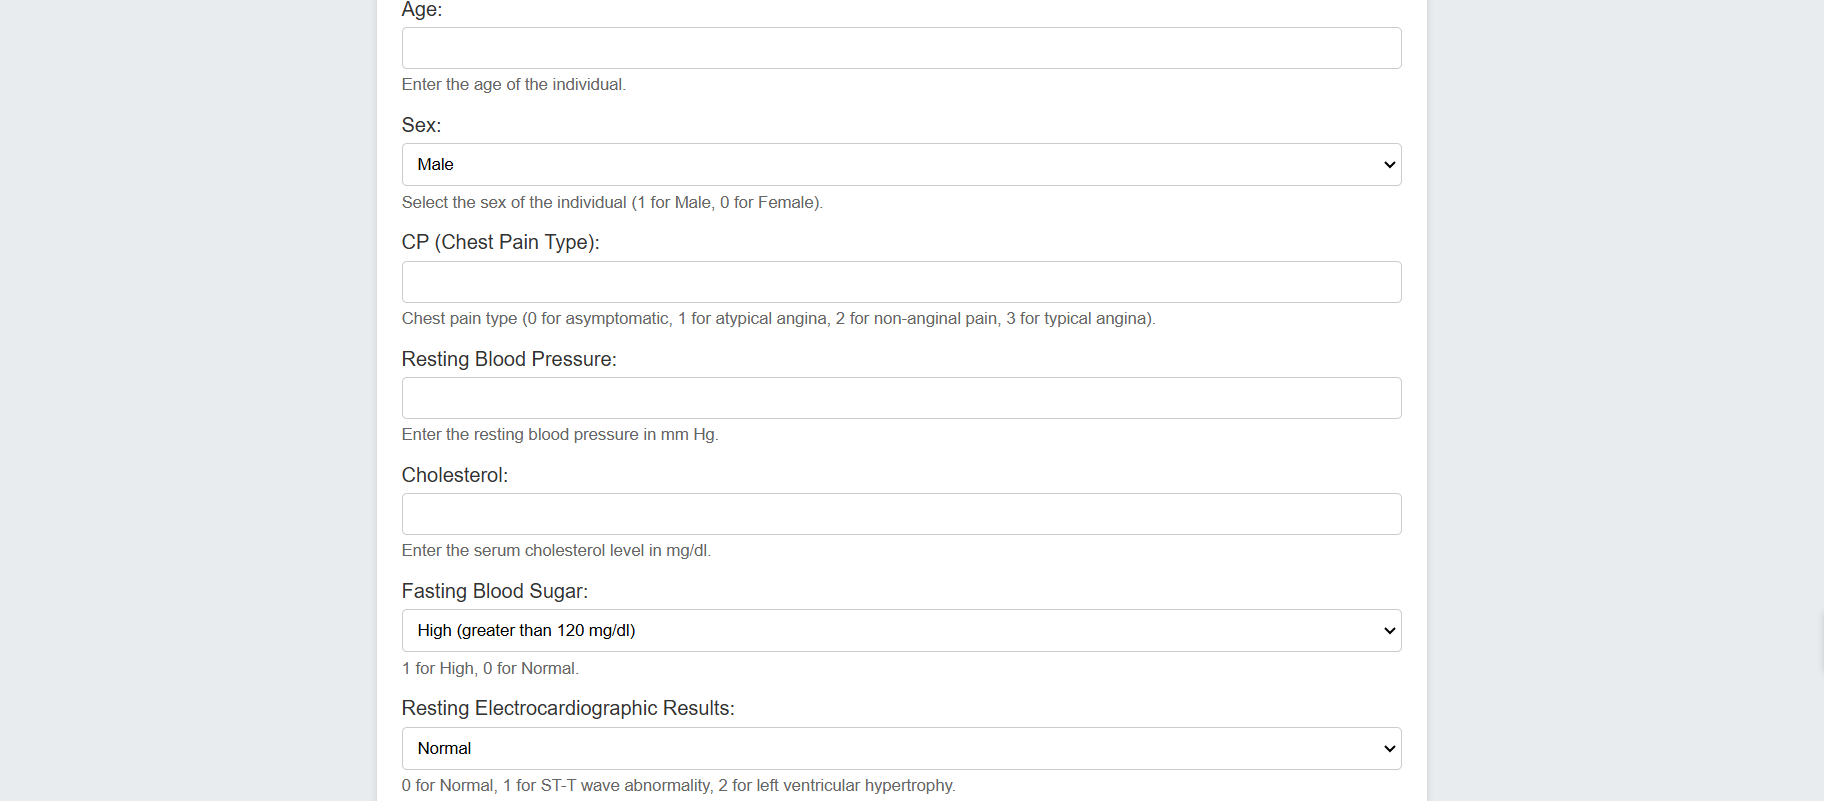 Age:
Enter the age of the individual.
Sex:
Male
Select the sex of the individual (1 for Male, 0 for Female).
CP (Chest Pain Type):
Chest pain type (0 for asymptomatic, 1 for atypical angina, 2 for non-anginal pain, 3 for typical angina).
Resting Blood Pressure:
Enter the resting blood pressure in mm Hg.
Cholesterol:
Enter the serum cholesterol level in mg/dl.
Fasting Blood Sugar:
High (greater than 120 mg/dl)
1 for High, 0 for Normal.
Resting Electrocardiographic Results:
Normal
0 for Normal, 1 for ST-T wave abnormality, 2 for left ventricular hypertrophy.